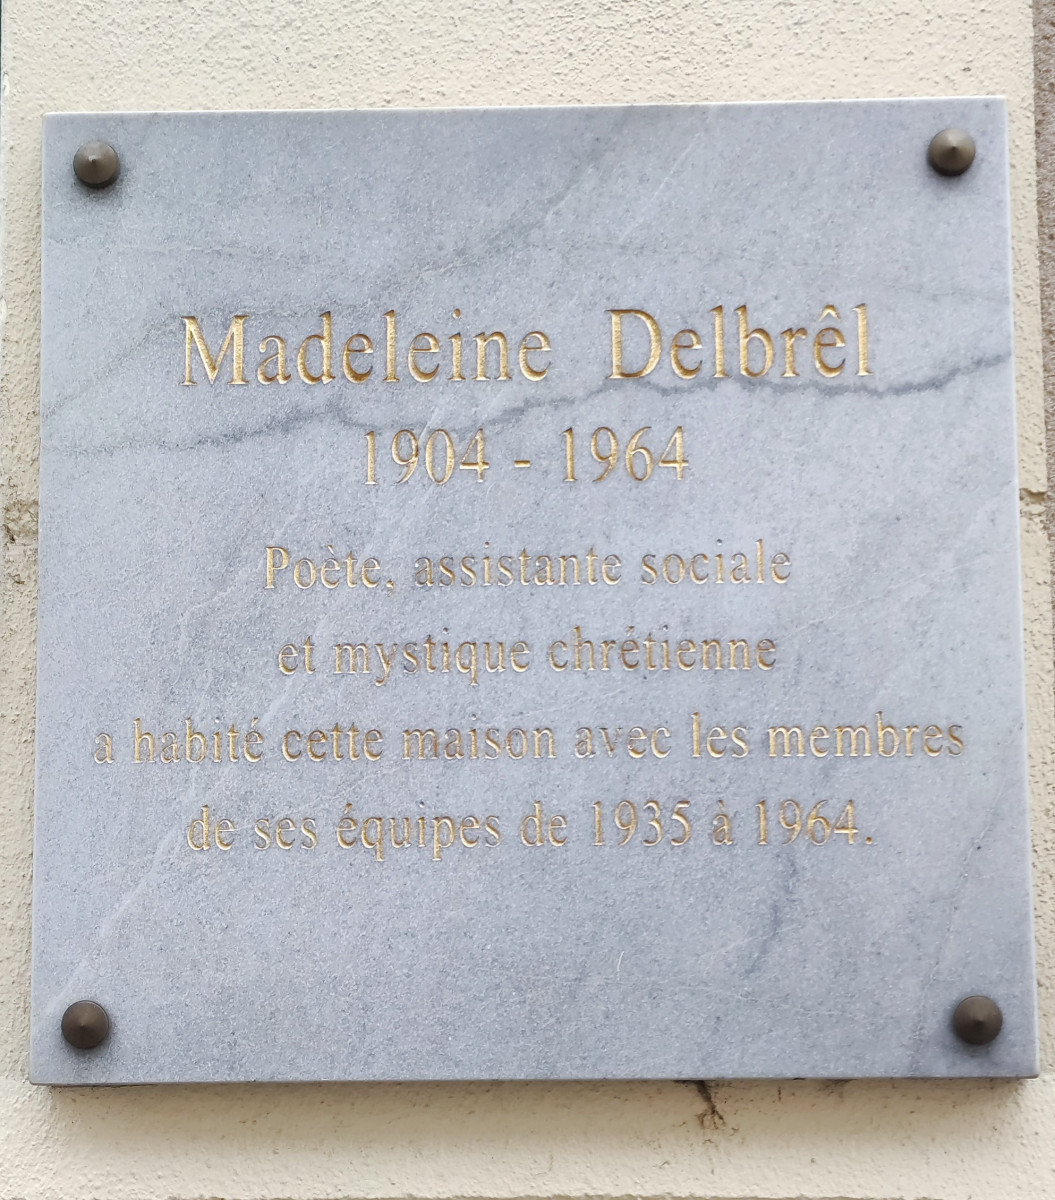 Madeleine Delbrêl
1904 - 1964
Poète, assistante sociale
et mystique chrétienne
a habité cette maison avec les membres
de ses équipes de 1935 à 1964.